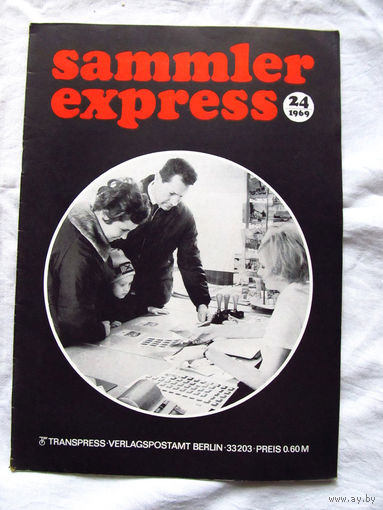 sammler
express
24
1969
TRANSPRESS · VERLAGSPOSTAMT BERLIN · 33203 · PREIS 0.60 M
© www.ay.by